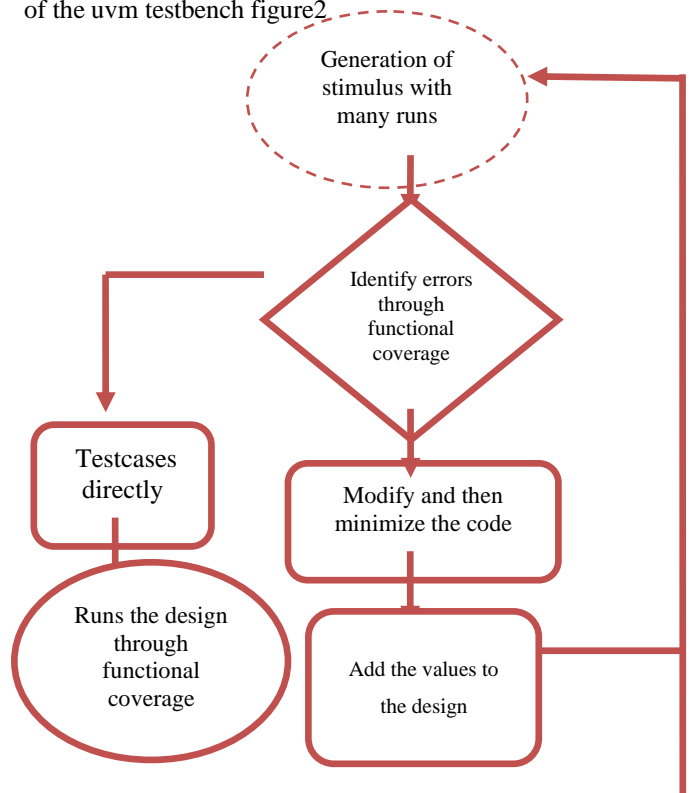 of the uvm testbench figure2
Generation of
stimulus with
many runs
Identify errors
through
functional
coverage
Testcases
directly
Modify and then
minimize the code
Runs the design
through
functional
coverage
Add the values to
the design